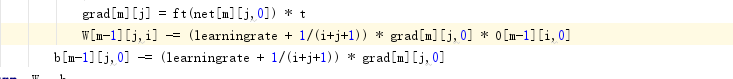 grad[m][j] = ft(net[m][j,0]) * t
W[m-1][j,i] -= (learningrate + 1/(i+j+1)) * grad[m][j,0] * O[m-1][i,0]
b[m-1][j,0] -= (learningrate + 1/(i+j+1)) * grad[m][j,0]